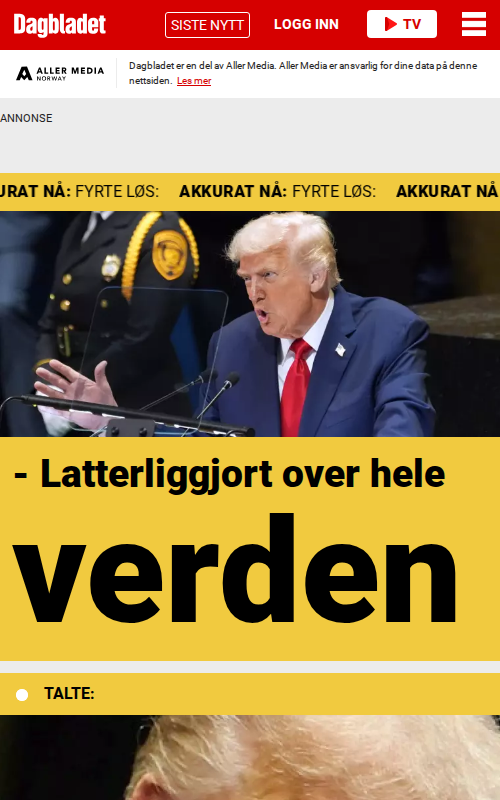 Dagbladet
SISTE NYTT
LOGG INN
TV
ALLER MEDIA
NORWAY
Dagbladet er en del av Aller Media. Aller Media er ansvarlig for dine data på denne
nettsiden. Les mer
ANNONSE
URAT NÅ: FYRTE LØS: AKKURAT NÅ: FYRTE LØS: AKKURAT NÅ
- Latterliggjort over hele
verden
TALTE: